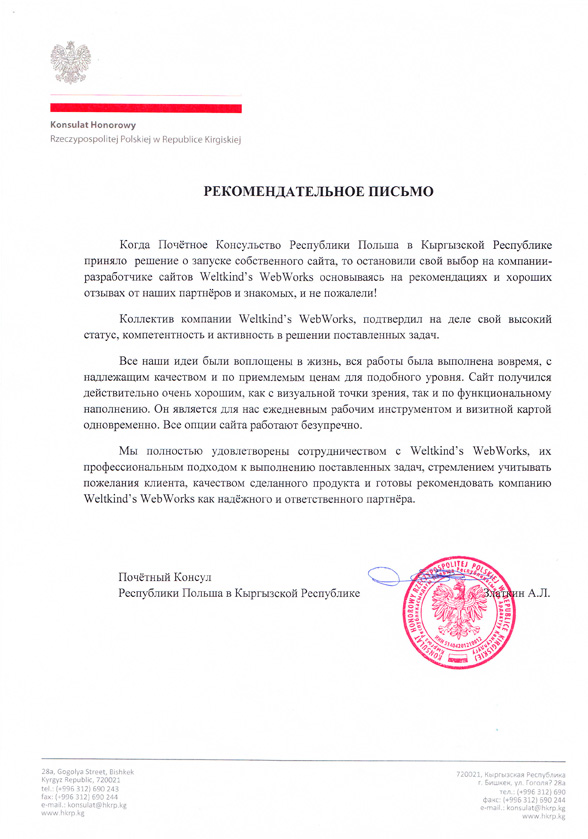 Konsulat Honorowy
Rzeczypospolitej Polskiej w Republice Kirgiskiej
РЕКОМЕНДАТЕЛЬНОЕ ПИСЬМО
Когда Почётное Консульство Республики Польша в Кыргызской Республике
приняло решение о запуске собственного сайта, то остановили свой выбор на компании-
разработчике сайтов Weltkind's WebWorks основываясь на рекомендациях и хороших
отзывах от наших партнёров и знакомых, и не пожалели!
Коллектив компании Weltkind's WebWorks, подтвердил на деле свой высокий
статус, компетентность и активность в решении поставленных задач.
Все наши идеи были воплощены в жизнь, вся работы была выполнена вовремя, с
надлежащим качеством и по приемлемым ценам для подобного уровня. Сайт получился
действительно очень хорошим, как с визуальной точки зрения, так и по функциональному
наполнению. Он является для нас ежедневным рабочим инструментом и визитной картой
одновременно. Все опции сайта работают безупречно.
Мы полностью удовлетворены сотрудничеством с Weltkind's WebWorks, их
профессиональным подходом к выполнению поставленных задач, стремлением учитывать
пожелания клиента, качеством сделанного продукта и готовы рекомендовать компанию
Weltkind's WebWorks как надёжного и ответственного партнёра.
Почётный Консул
Республики Польша в Кыргызской Республике Златкин А.Л.
KONSULAT HONOROWY RZECZYPOSPOLITEJ POLSKIEJ W REPUBLICE KIRGISKIEJ
28a, Gogolya Street, Bishkek
Kyrgyz Republic, 720021
tel.: (+996 312) 690 243
fax: (+996 312) 690 244
e-mail.: konsulat@hkrp.kg
www.hkrp.kg
720021, Кыргызская Республика
г. Бишкек, ул. Гоголя 28а
тел.: (+996 312) 690 243
факс: (+996 312) 690 244
e-mail.: konsulat@hkrp.kg
www.hkrp.kg